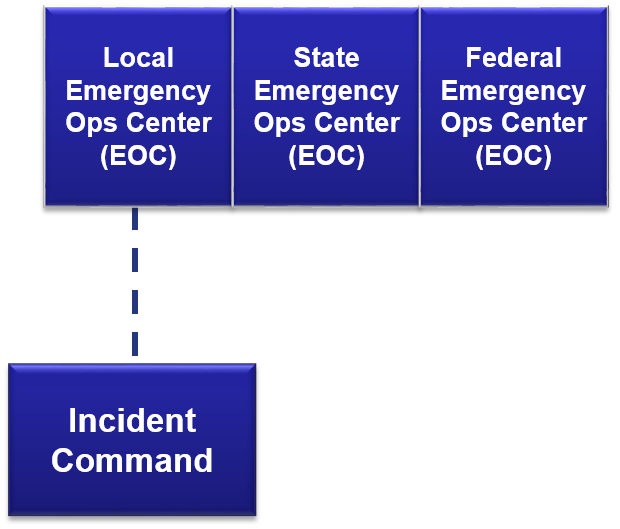 Local
Emergency
Ops Center
(EOC)
State
Emergency
Ops Center
(EOC)
Federal
Emergency
Ops Center
(EOC)
Incident
Command